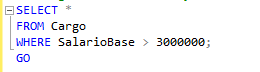 SELECT *
FROM Cargo
WHERE SalarioBase > 3000000;
GO